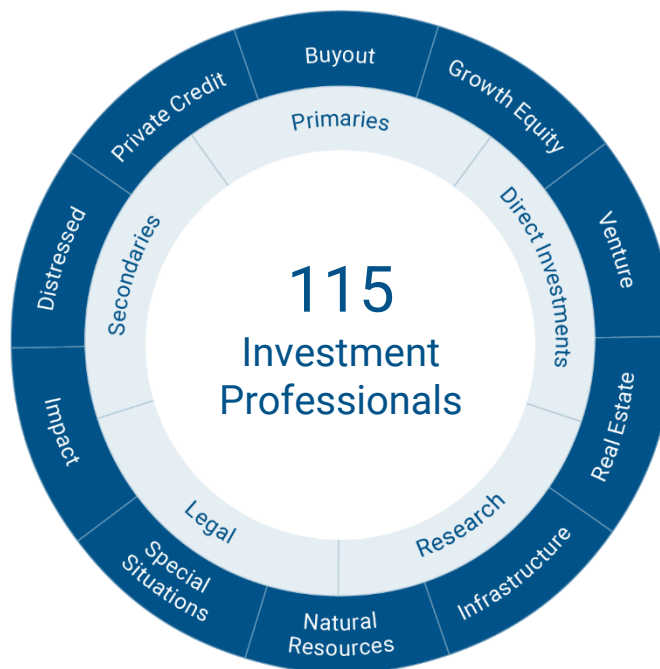 Buyout
Growth Equity
Venture
Real Estate
Infrastructure
Natural
Resources
Special
Situations
Impact
Distressed
Private Credit
Primaries
Direct Investments
Research
Legal
Secondaries
115
Investment
Professionals